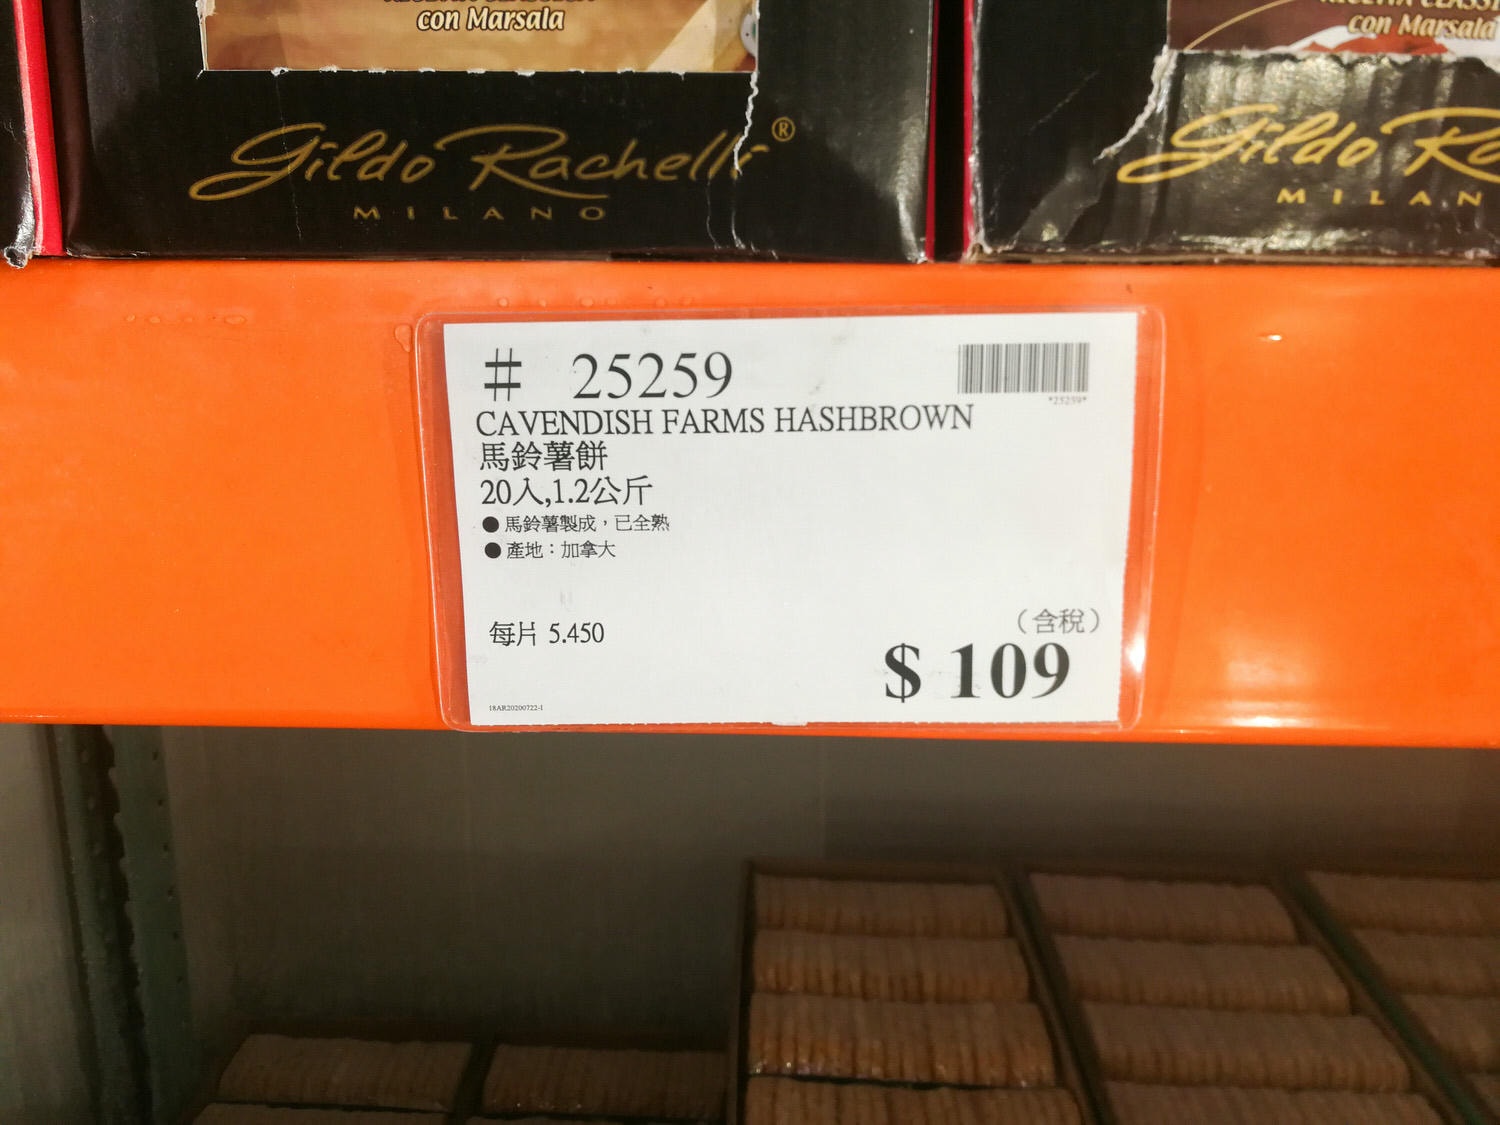 con Marsala
con Marsala
Gildo Rachelli®
MILANO
Gildo
MILAN
# 25259
*25259*
CAVENDISH FARMS HASHBROWN
馬鈴薯餅
20入,1.2公斤
● 馬鈴薯製成，已全熟
● 產地：加拿大
（含稅）
每片 5.450
$ 109
18AR20200722-1